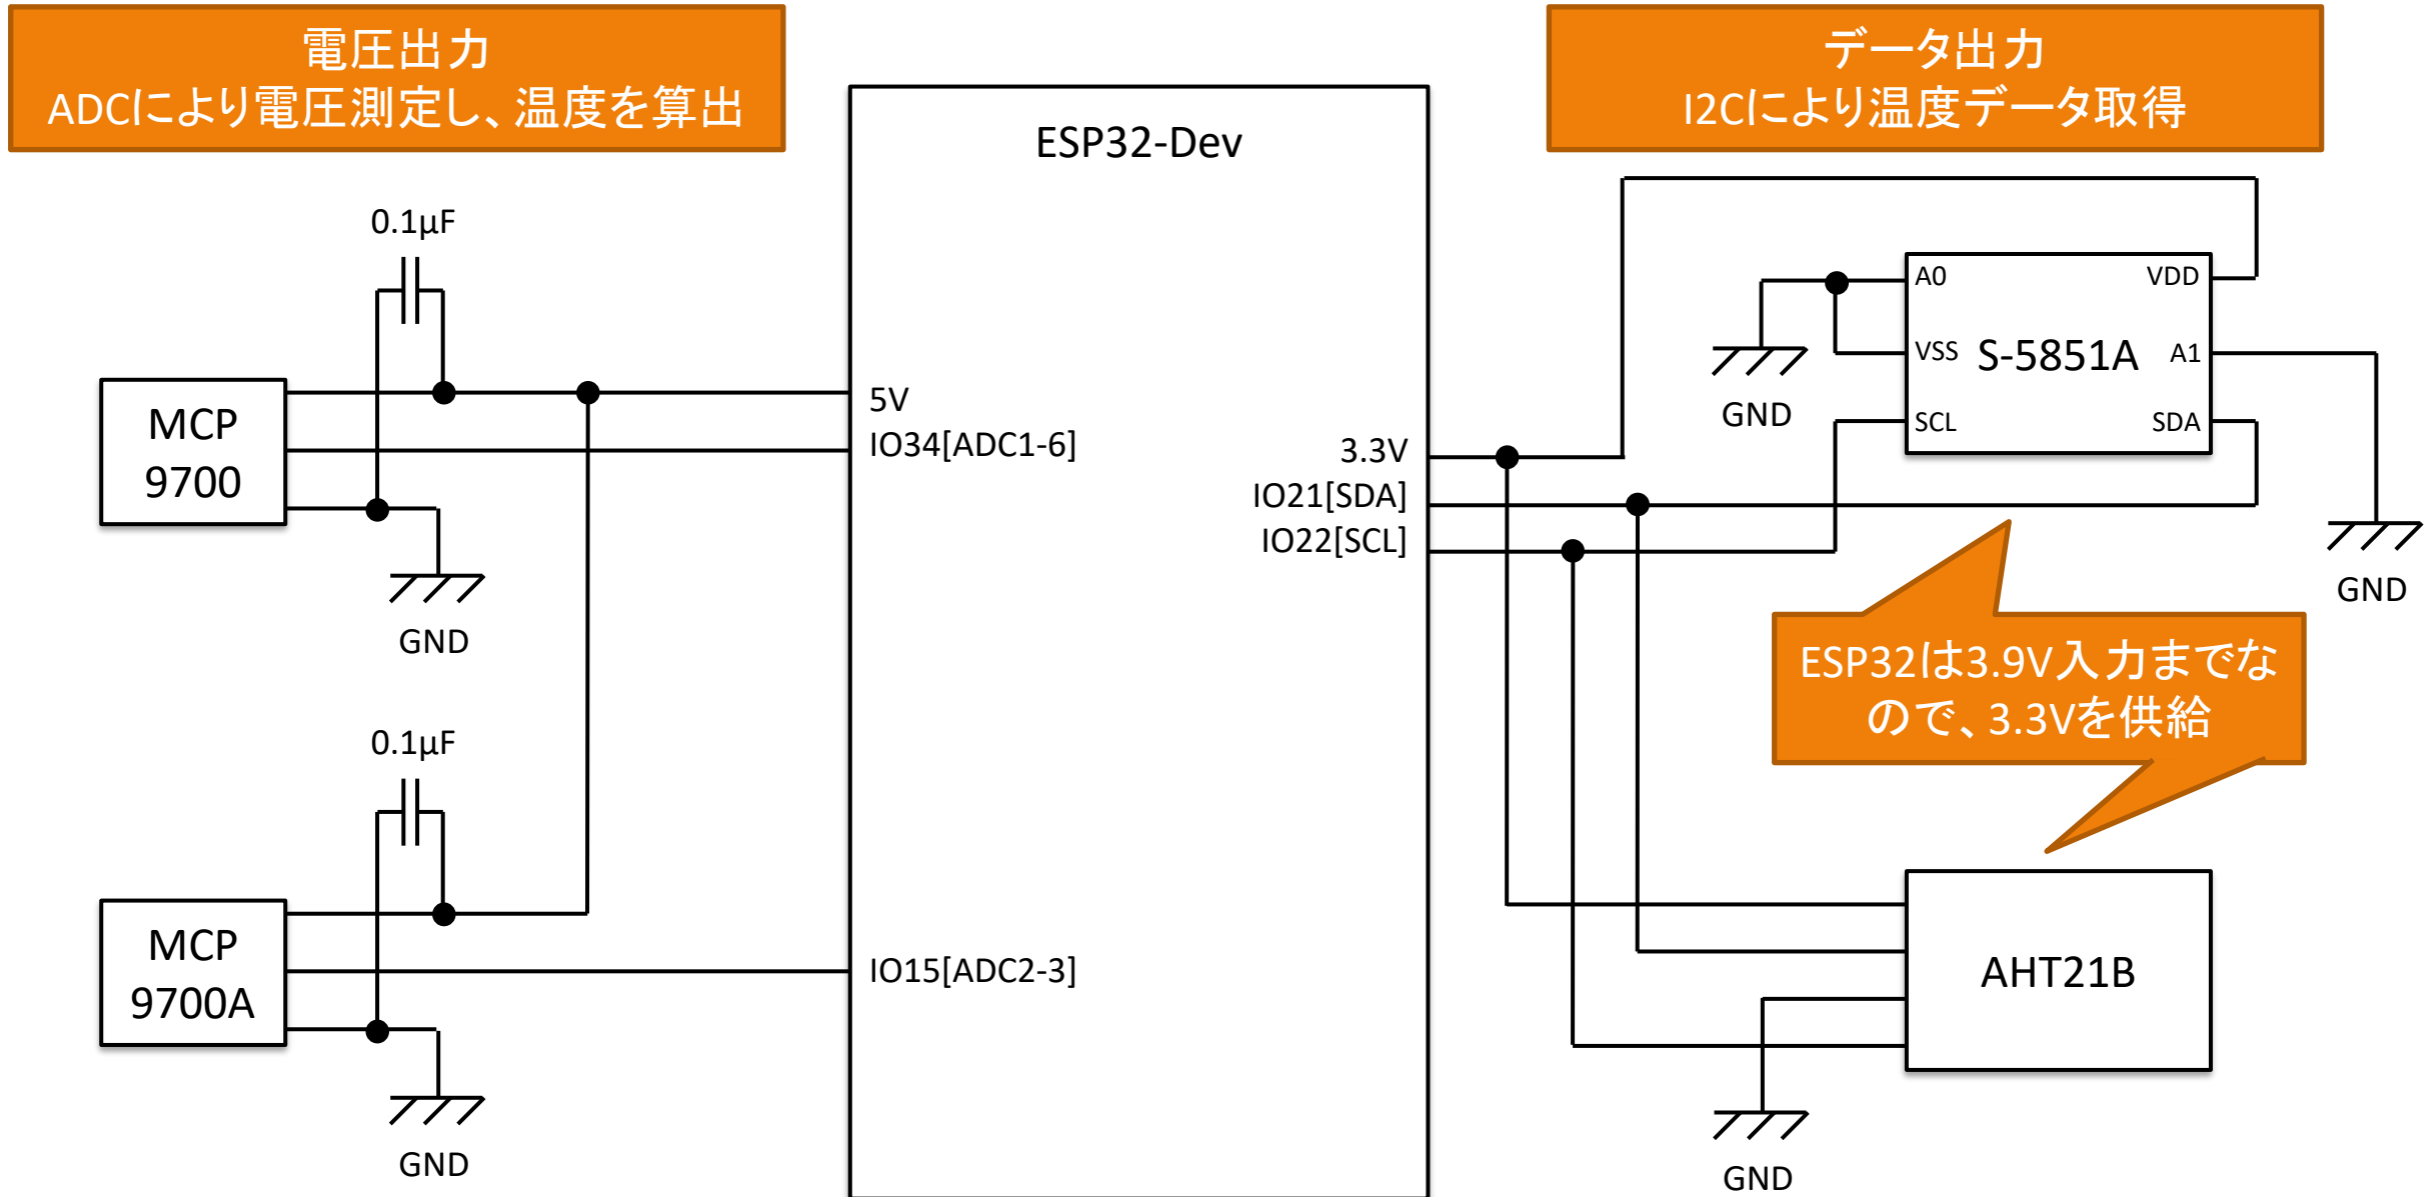 電圧出力
ADCにより電圧測定し、温度を算出
データ出力
I2Cにより温度データ取得
ESP32-Dev
0.1μF
MCP
9700
GND
5V
IO34[ADC1-6]
3.3V
IO21[SDA]
IO22[SCL]
A0
VDD
VSS
S-5851A
A1
SCL
SDA
GND
GND
ESP32は3.9V入力までな
ので、3.3Vを供給
0.1μF
MCP
9700A
GND
IO15[ADC2-3]
AHT21B
GND